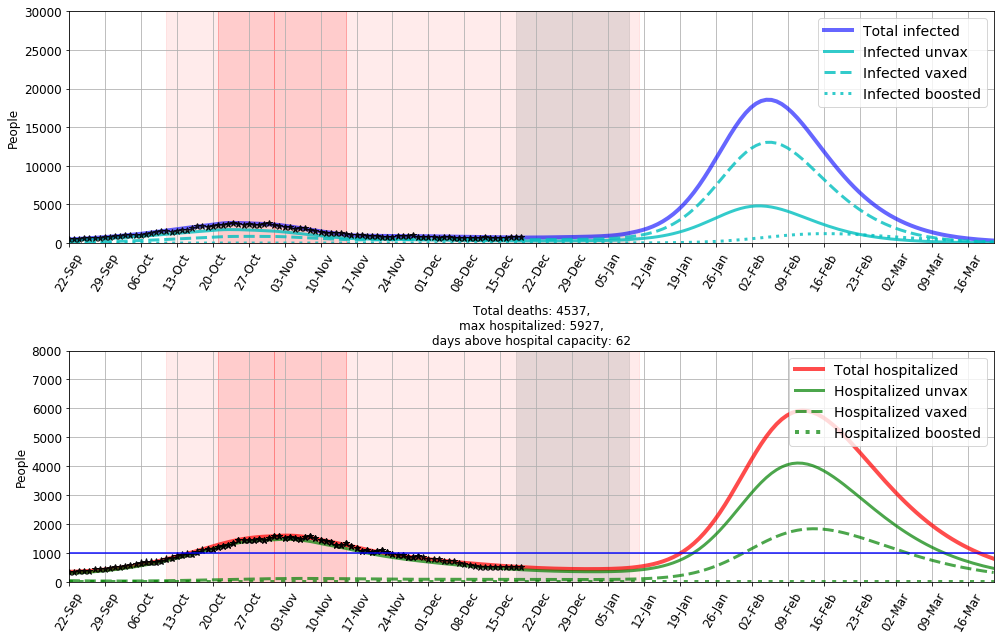 30000
25000
20000
15000
10000
5000
0
People
Total infected
Infected unvax
Infected vaxed
Infected boosted
22-Sep
29-Sep
06-Oct
13-Oct
20-Oct
27-Oct
03-Nov
10-Nov
17-Nov
24-Nov
01-Dec
08-Dec
15-Dec
22-Dec
29-Dec
05-Jan
12-Jan
19-Jan
26-Jan
02-Feb
09-Feb
16-Feb
23-Feb
02-Mar
09-Mar
16-Mar
Total deaths: 4537,
max hospitalized: 5927,
days above hospital capacity: 62
8000
7000
6000
5000
4000
3000
2000
1000
0
People
Total hospitalized
Hospitalized unvax
Hospitalized vaxed
Hospitalized boosted
22-Sep
29-Sep
06-Oct
13-Oct
20-Oct
27-Oct
03-Nov
10-Nov
17-Nov
24-Nov
01-Dec
08-Dec
15-Dec
22-Dec
29-Dec
05-Jan
12-Jan
19-Jan
26-Jan
02-Feb
09-Feb
16-Feb
23-Feb
02-Mar
09-Mar
16-Mar